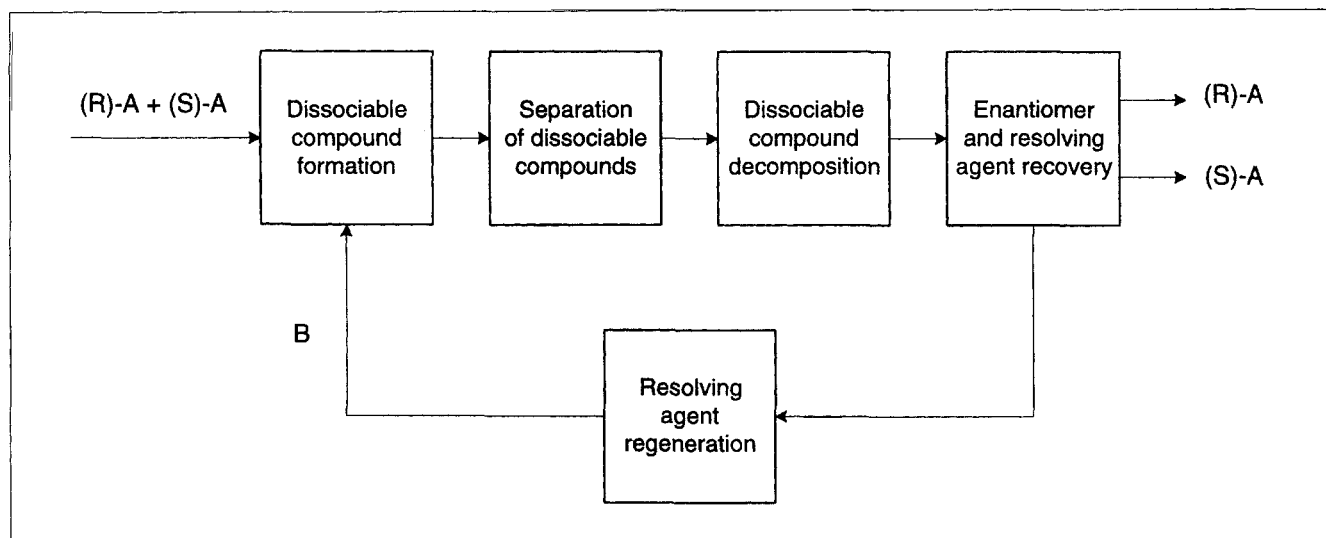 (R)-A + (S)-A
Dissociable
compound
formation
Separation
of dissociable
compounds
Dissociable
compound
decomposition
Enantiomer
and resolving
agent recovery
(R)-A
(S)-A
B
Resolving
agent
regeneration